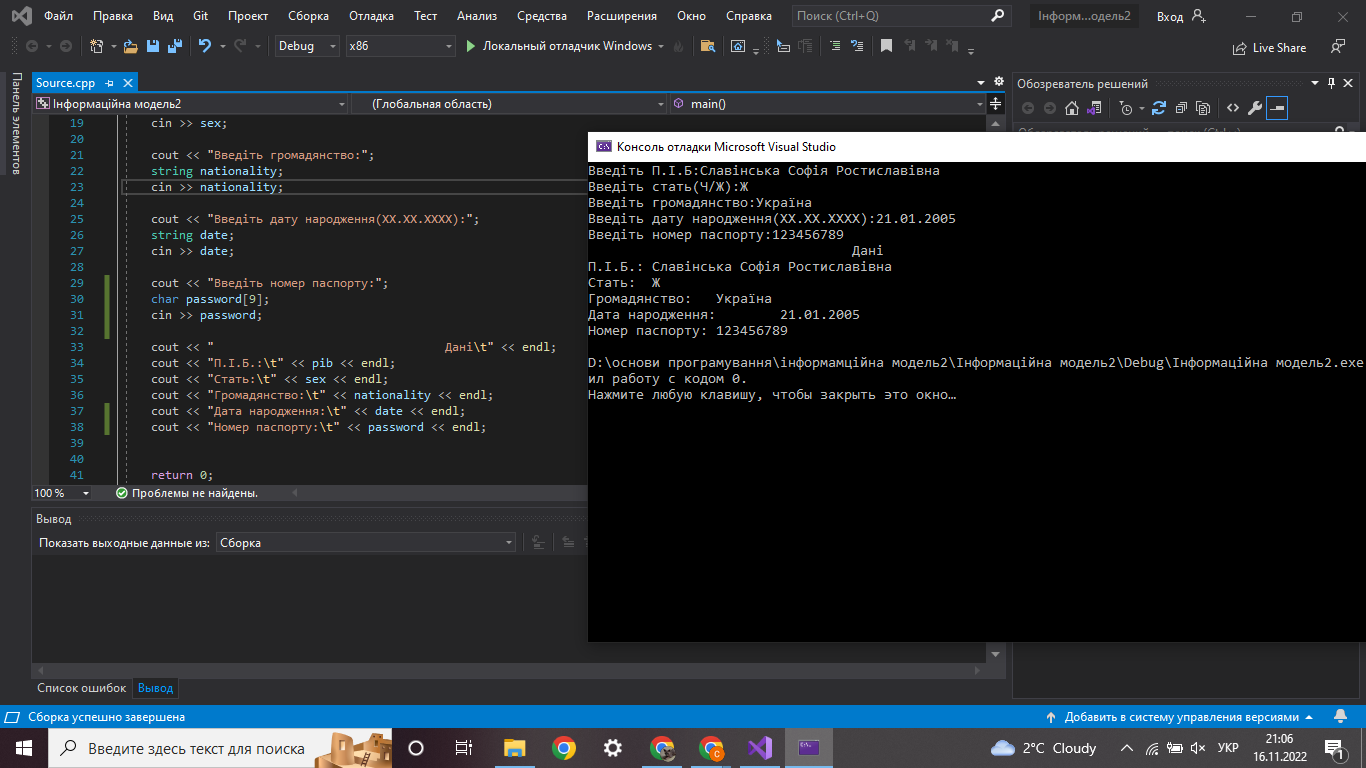 Файл Правка Вид Git Проект Сборка Отладка Тест Анализ Средства Расширения Окно Справка Поиск (Ctrl+Q) Інформ...одель2 Вход
Debug x86 Локальный отладчик Windows Live Share
Панель элементов
Source.cpp
Обозреватель решений
Інформаційна модель2 (Глобальная область) main()
19 cin >> sex;
20
21 cout << "Введіть громадянство:";
22 string nationality;
23 cin >> nationality;
24
25 cout << "Введіть дату народження(ХХ.ХХ.ХХХХ):";
26 string date;
27 cin >> date;
28
29 cout << "Введіть номер паспорту:";
30 char password[9];
31 cin >> password;
32
33 cout << " Дані\t" << endl;
34 cout << "П.І.Б.:\t" << pib << endl;
35 cout << "Стать:\t" << sex << endl;
36 cout << "Громадянство:\t" << nationality << endl;
37 cout << "Дата народження:\t" << date << endl;
38 cout << "Номер паспорту:\t" << password << endl;
39
40
41 return 0;
100 % Проблемы не найдены.
Консоль отладки Microsoft Visual Studio
Введіть П.І.Б:Славінська Софія Ростиславівна
Введіть стать(Ч/Ж):Ж
Введіть громадянство:Україна
Введіть дату народження(ХХ.ХХ.ХХХХ):21.01.2005
Введіть номер паспорту:123456789
Дані
П.І.Б.: Славінська Софія Ростиславівна
Стать: Ж
Громадянство: Україна
Дата народження: 21.01.2005
Номер паспорту: 123456789
D:\основи програмування\інформамційна модель2\Інформаційна модель2\Debug\Інформаційна модель2.exe
ил работу с кодом 0.
Нажмите любую клавишу, чтобы закрыть это окно…
Вывод
Показать выходные данные из: Сборка
Список ошибок Вывод
Сборка успешно завершена Добавить в систему управления версиями
Введите здесь текст для поиска 2°C Cloudy УКР 21:06
16.11.2022 1